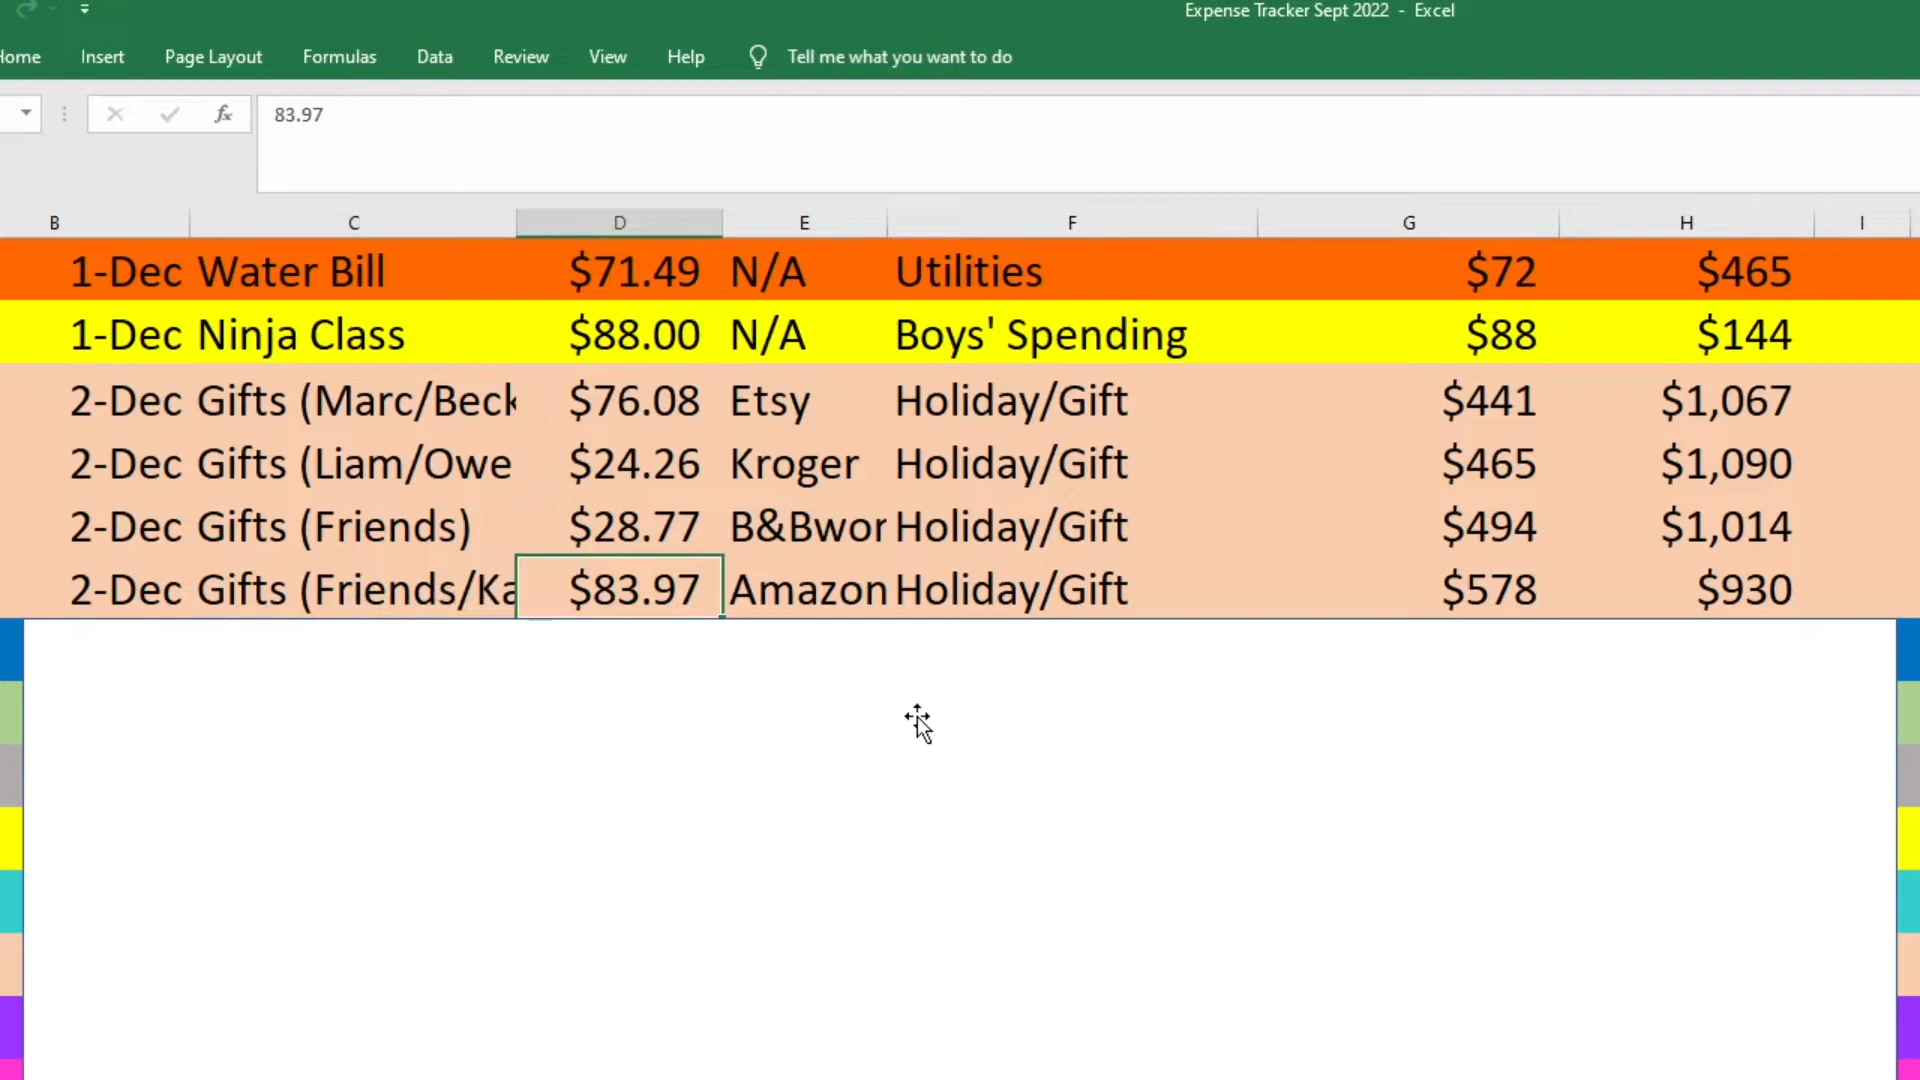 Expense Tracker Sept 2022 - Excel
Home Insert Page Layout Formulas Data Review View Help Tell me what you want to do
fx 83.97
B C D E F G H I
1-Dec Water Bill $71.49 N/A Utilities $72 $465
1-Dec Ninja Class $88.00 N/A Boys' Spending $88 $144
2-Dec Gifts (Marc/Beck $76.08 Etsy Holiday/Gift $441 $1,067
2-Dec Gifts (Liam/Owe $24.26 Kroger Holiday/Gift $465 $1,090
2-Dec Gifts (Friends) $28.77 B&Bwor Holiday/Gift $494 $1,014
2-Dec Gifts (Friends/Ka $83.97 Amazon Holiday/Gift $578 $930